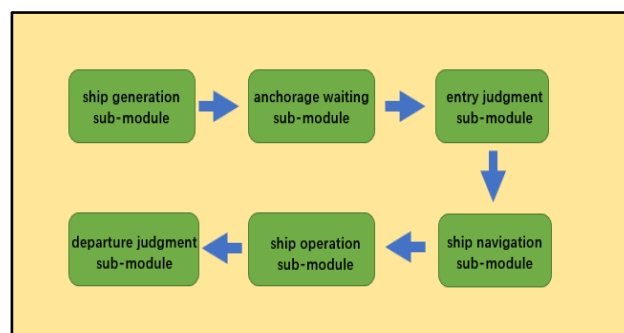 ship generation
sub-module
anchorage waiting
sub-module
entry judgment
sub-module
ship navigation
sub-module
ship operation
sub-module
departure judgment
sub-module